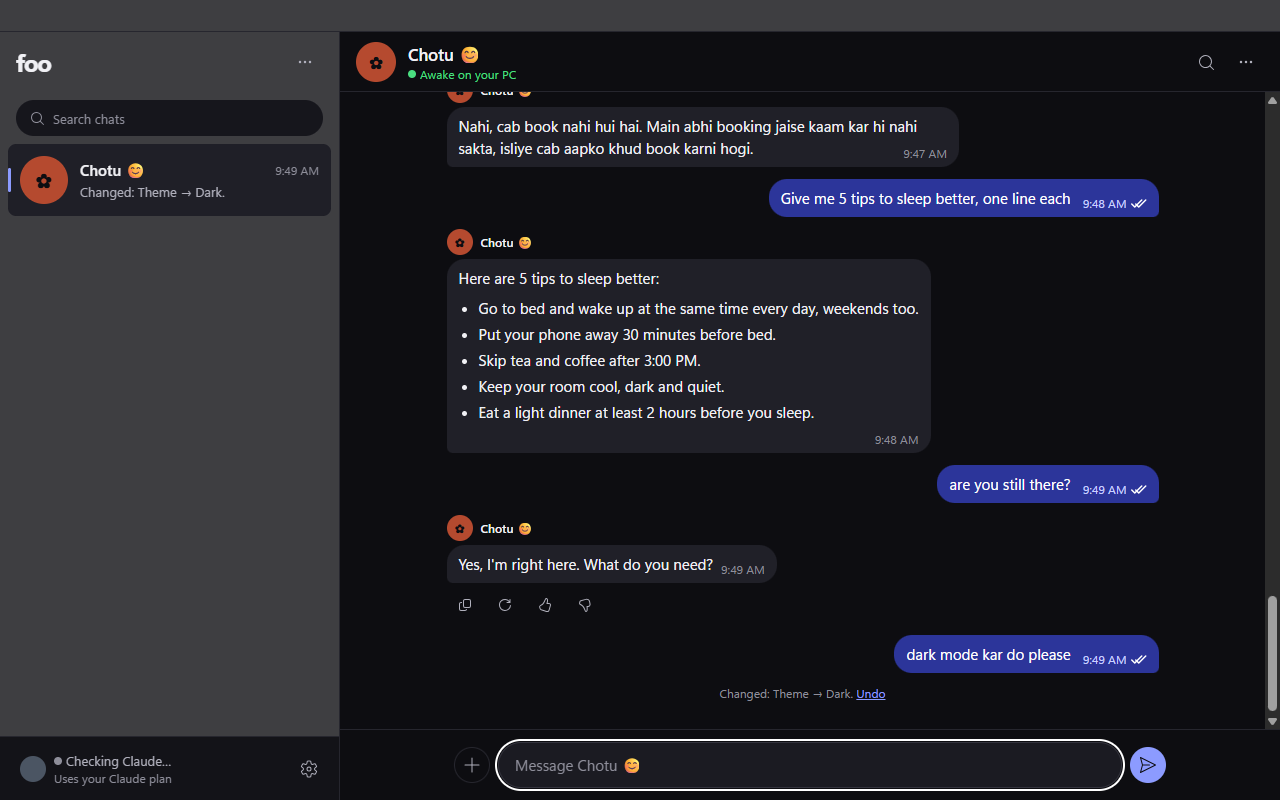 foo
...
Search chats
Chotu 😊
9:49 AM
Changed: Theme → Dark.
Checking Claude...
Uses your Claude plan
Chotu 😊
Awake on your PC
...
Chotu 😊
Nahi, cab book nahi hui hai. Main abhi booking jaise kaam kar hi nahi
sakta, isliye cab aapko khud book karni hogi.
9:47 AM
Give me 5 tips to sleep better, one line each
9:48 AM
Chotu 😊
Here are 5 tips to sleep better:
• Go to bed and wake up at the same time every day, weekends too.
• Put your phone away 30 minutes before bed.
• Skip tea and coffee after 3:00 PM.
• Keep your room cool, dark and quiet.
• Eat a light dinner at least 2 hours before you sleep.
9:48 AM
are you still there?
9:49 AM
Chotu 😊
Yes, I'm right here. What do you need?
9:49 AM
dark mode kar do please
9:49 AM
Changed: Theme → Dark. Undo
Message Chotu 😊